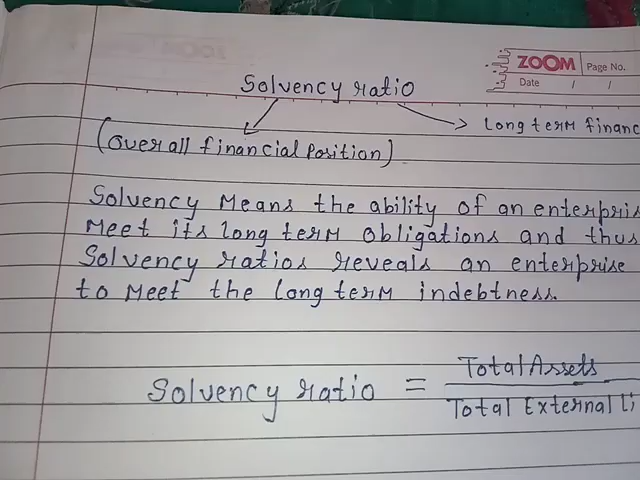 ZOOM
Page No.
Date / /
Solvency ratio
Long term financ
(overall financial position)
Solvency Means the ability of an enterpris
Meet its long term obligations and thus
Solvency ratios reveals an enterprise
to Meet the long term indebtness.
Solvency ratio = Total Assets
Total External Li